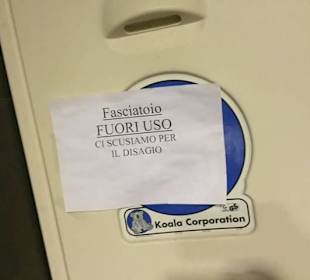 Fasciatoio
FUORI USO
CI SCUSIAMO PER
IL DISAGIO
Koala Corporation